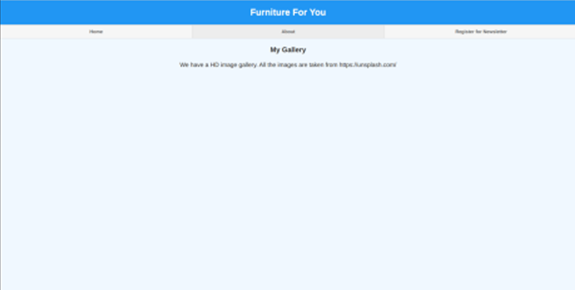 Furniture For You
Home About Register for Newsletter
My Gallery
We have a HD image gallery. All the images are taken from https://unsplash.com/